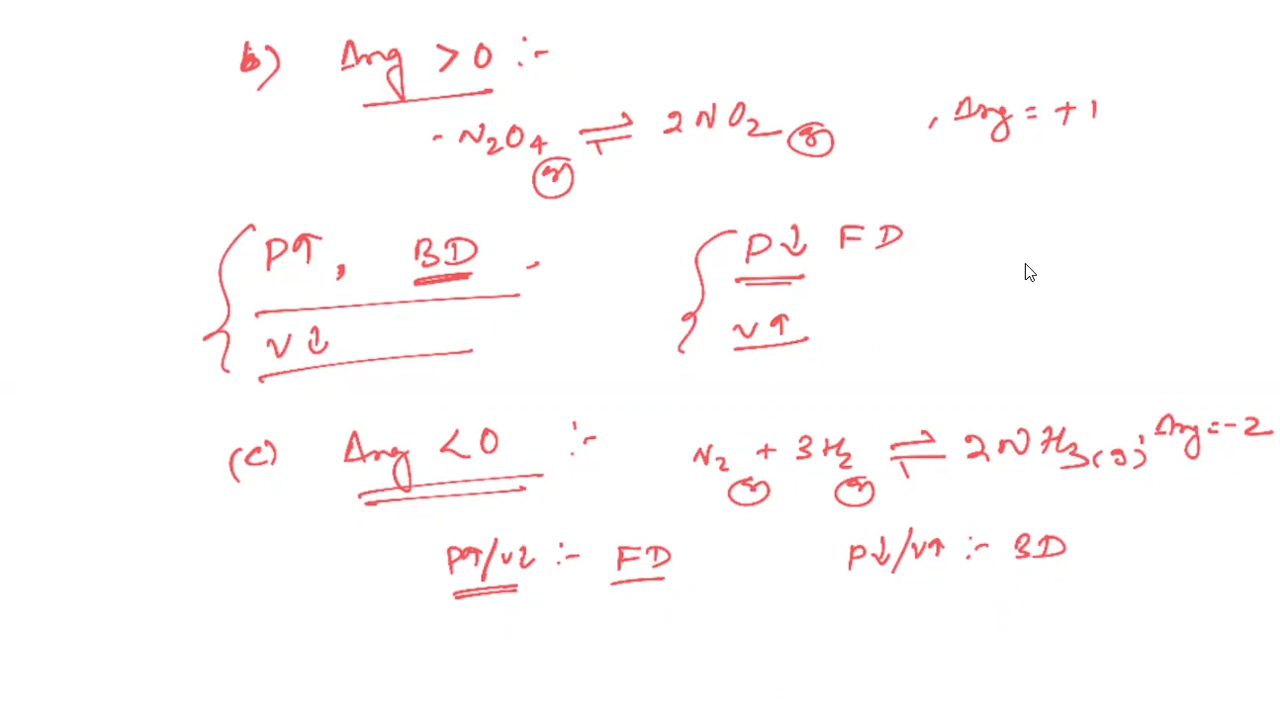 b) Δng > 0 :-
- N2O4(g) ⇌ 2NO2(g) , Δng = +1
P↑, BD . P↓ FD
V↓ V↑
(c) Δng < 0 :- N2(g) + 3H2(g) ⇌ 2NH3(g) ; Δng = -2
P↑/V↓ :- FD P↓/V↑ :- BD